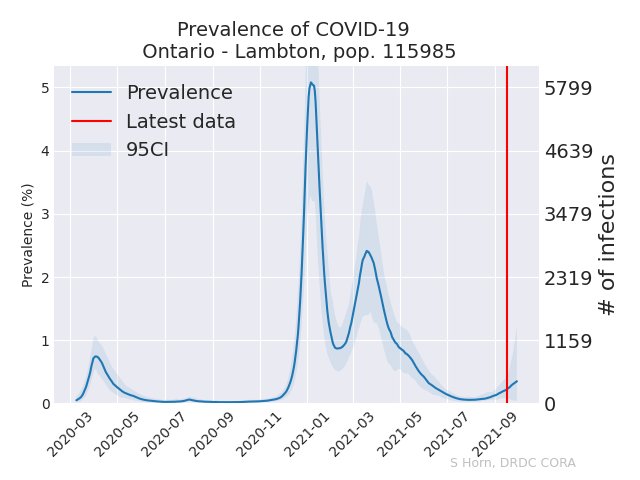 Prevalence of COVID-19
Ontario - Lambton, pop. 115985
Prevalence
Latest data
95CI
Prevalence (%)
5
4
3
2
1
0
5799
4639
3479
2319
1159
0
# of infections
2020-03
2020-05
2020-07
2020-09
2020-11
2021-01
2021-03
2021-05
2021-07
2021-09
S Horn, DRDC CORA